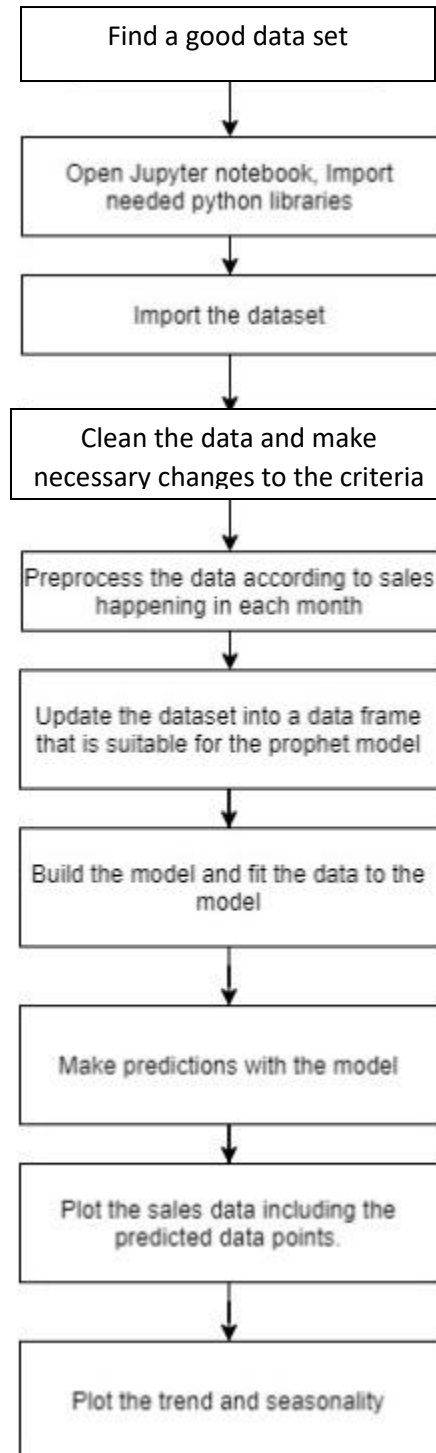 Find a good data set
Open Jupyter notebook, Import
needed python libraries
Import the dataset
Clean the data and make
necessary changes to the criteria
Preprocess the data according to sales
happening in each month
Update the dataset into a data frame
that is suitable for the prophet model
Build the model and fit the data to the
model
Make predictions with the model
Plot the sales data including the
predicted data points.
Plot the trend and seasonality